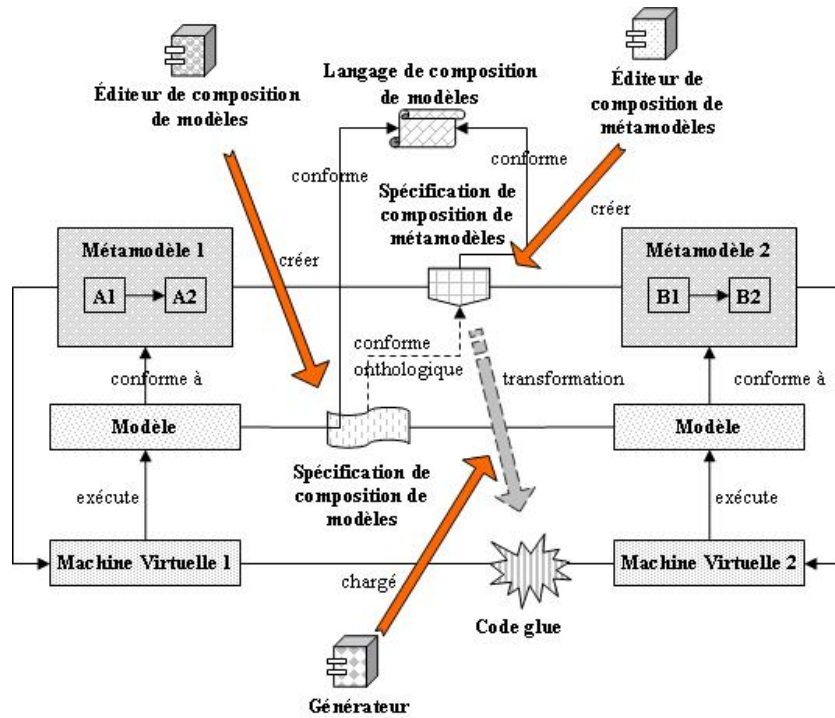 Éditeur de composition
de modèles
Langage de composition
de modèles
Éditeur de
composition de
métamodèles
conforme
conforme
Spécification de
composition de
métamodèles
créer
créer
Métamodèle 1
A1
A2
Métamodèle 2
B1
B2
conforme
onthologique
transformation
conforme à
conforme à
Modèle
Modèle
Spécification de
composition de
modèles
exécute
exécute
Machine Virtuelle 1
Machine Virtuelle 2
chargé
Code glue
Générateur